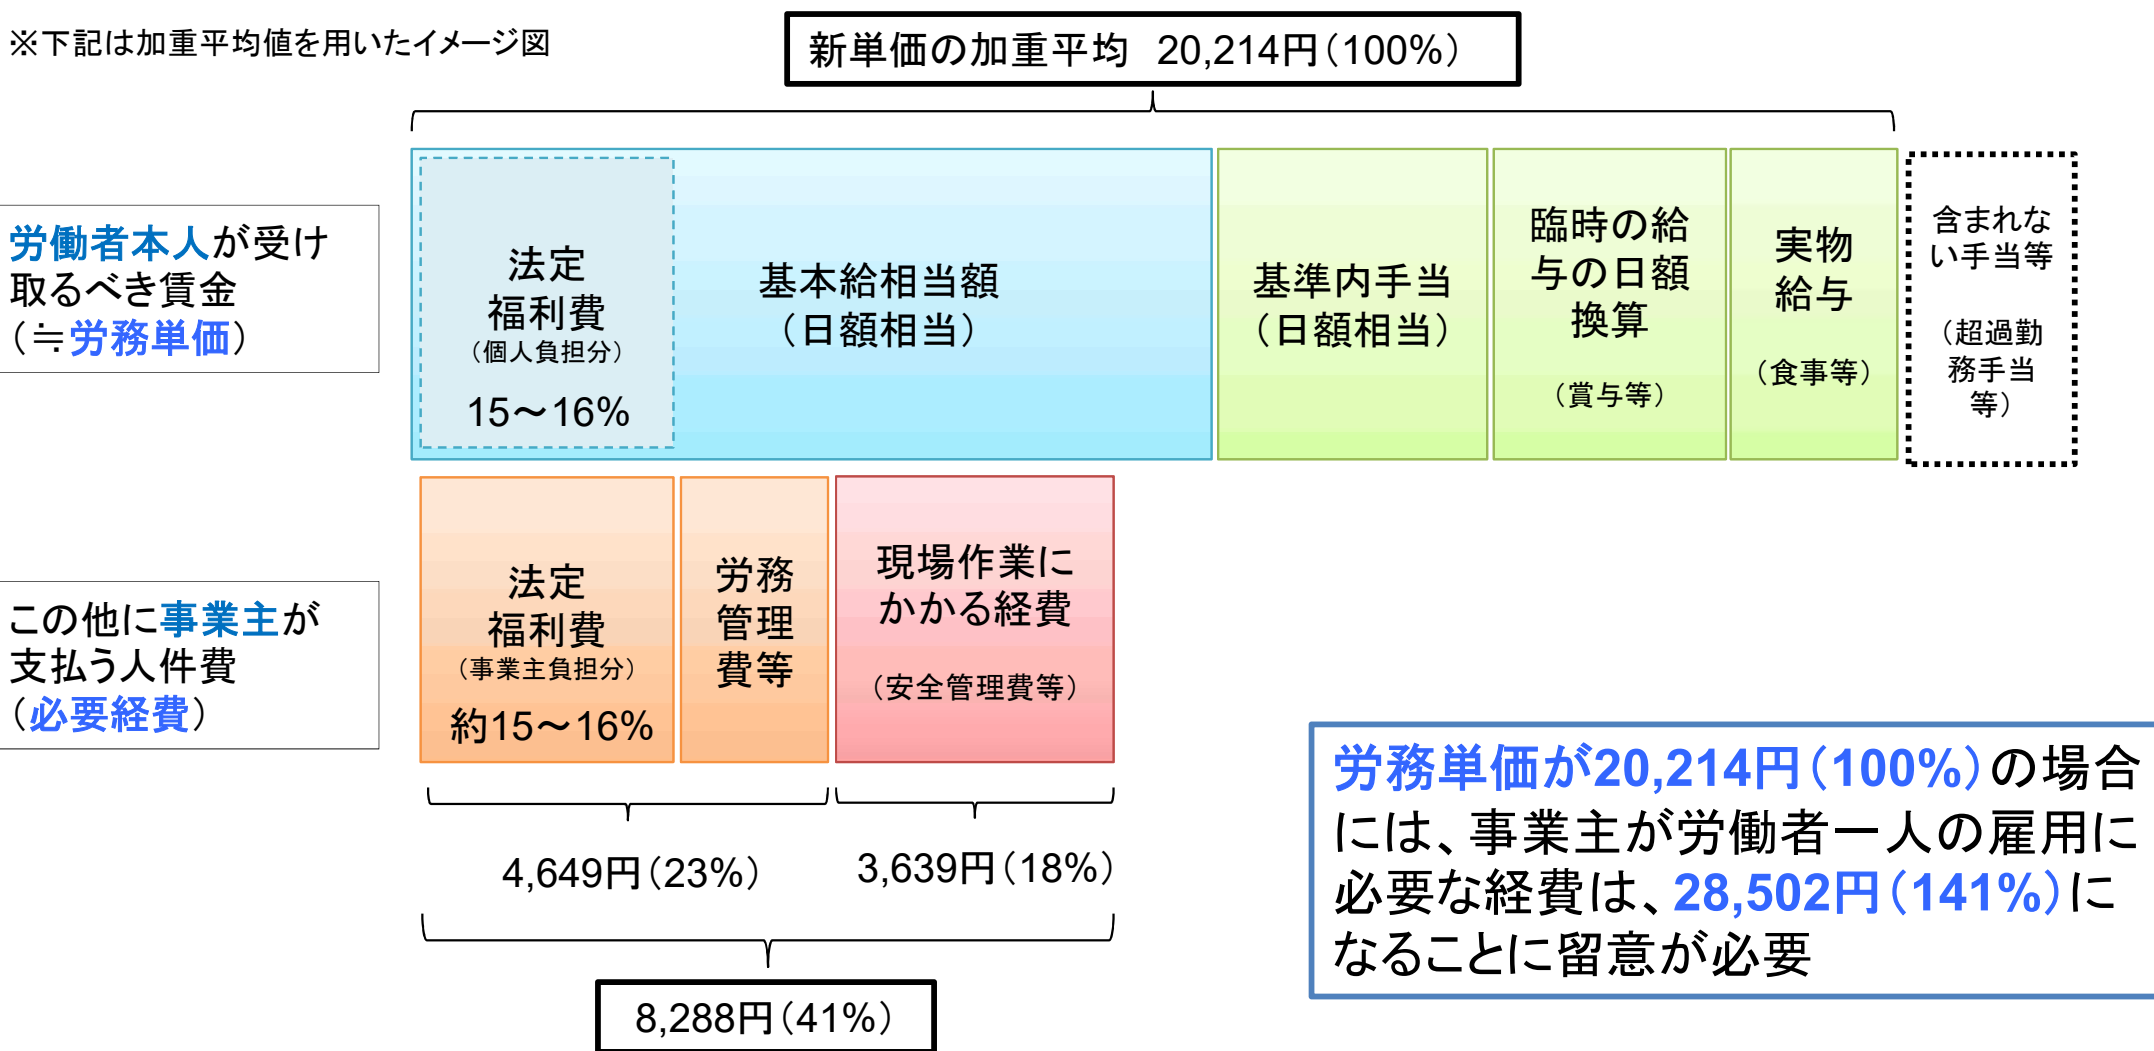 ※下記は加重平均値を用いたイメージ図
新単価の加重平均 20,214円（100%）
労働者本人が受け
取るべき賃金
（≒労務単価）
法定
福利費
（個人負担分）
15～16%
基本給相当額
（日額相当）
基準内手当
（日額相当）
臨時の給
与の日額
換算
（賞与等）
実物
給与
（食事等）
含まれな
い手当等
（超過勤
務手当
等）
この他に事業主が
支払う人件費
（必要経費）
法定
福利費
（事業主負担分）
約15～16%
労務
管理
費等
現場作業に
かかる経費
（安全管理費等）
4,649円（23%）
3,639円（18%）
8,288円（41%）
労務単価が20,214円（100%）の場合
には、事業主が労働者一人の雇用に
必要な経費は、28,502円（141%）に
なることに留意が必要